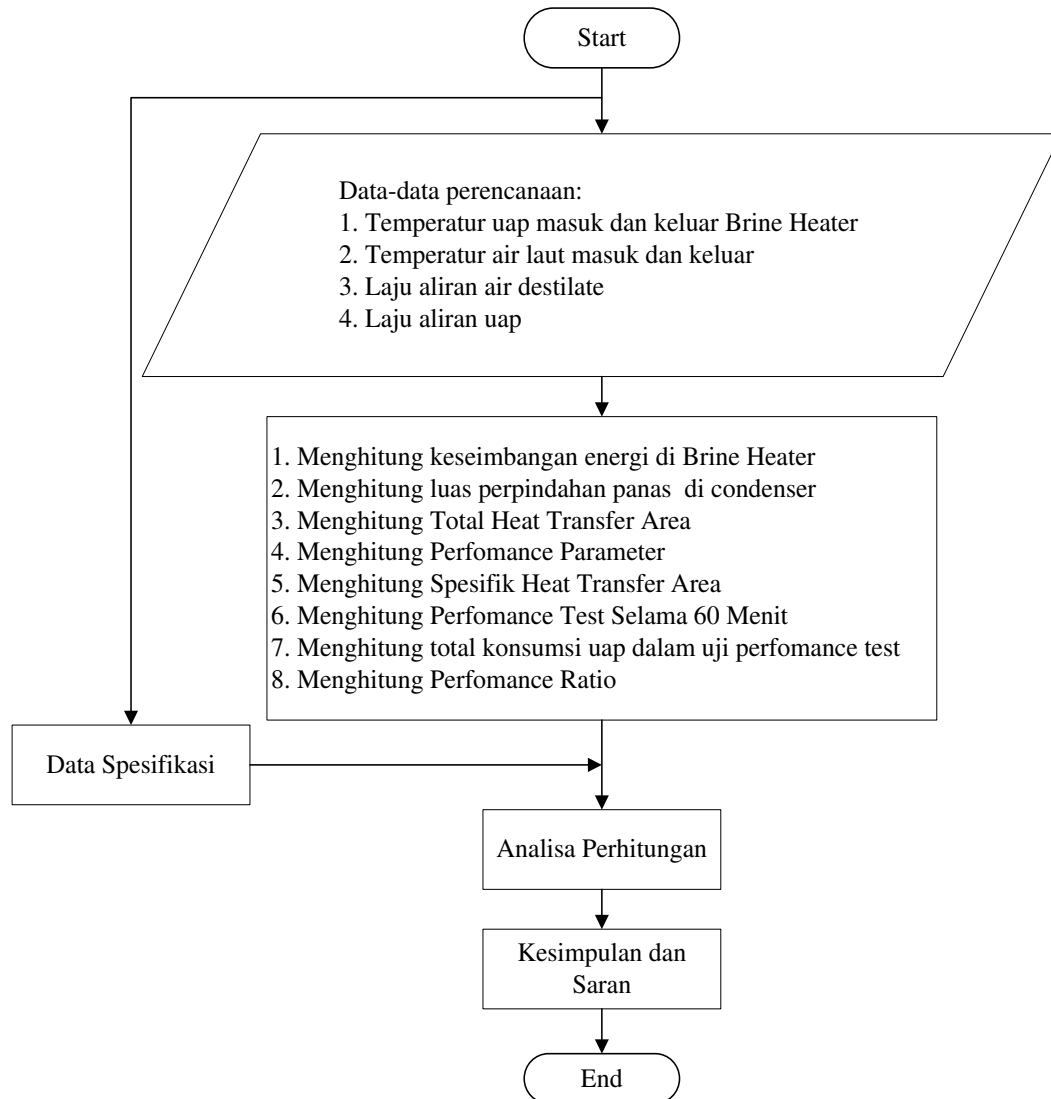 Start
Data-data perencanaan:
1. Temperatur uap masuk dan keluar Brine Heater
2. Temperatur air laut masuk dan keluar
3. Laju aliran air destilate
4. Laju aliran uap
1. Menghitung keseimbangan energi di Brine Heater
2. Menghitung luas perpindahan panas di condenser
3. Menghitung Total Heat Transfer Area
4. Menghitung Perfomance Parameter
5. Menghitung Spesifik Heat Transfer Area
6. Menghitung Perfomance Test Selama 60 Menit
7. Menghitung total konsumsi uap dalam uji perfomance test
8. Menghitung Perfomance Ratio
Data Spesifikasi
Analisa Perhitungan
Kesimpulan dan
Saran
End